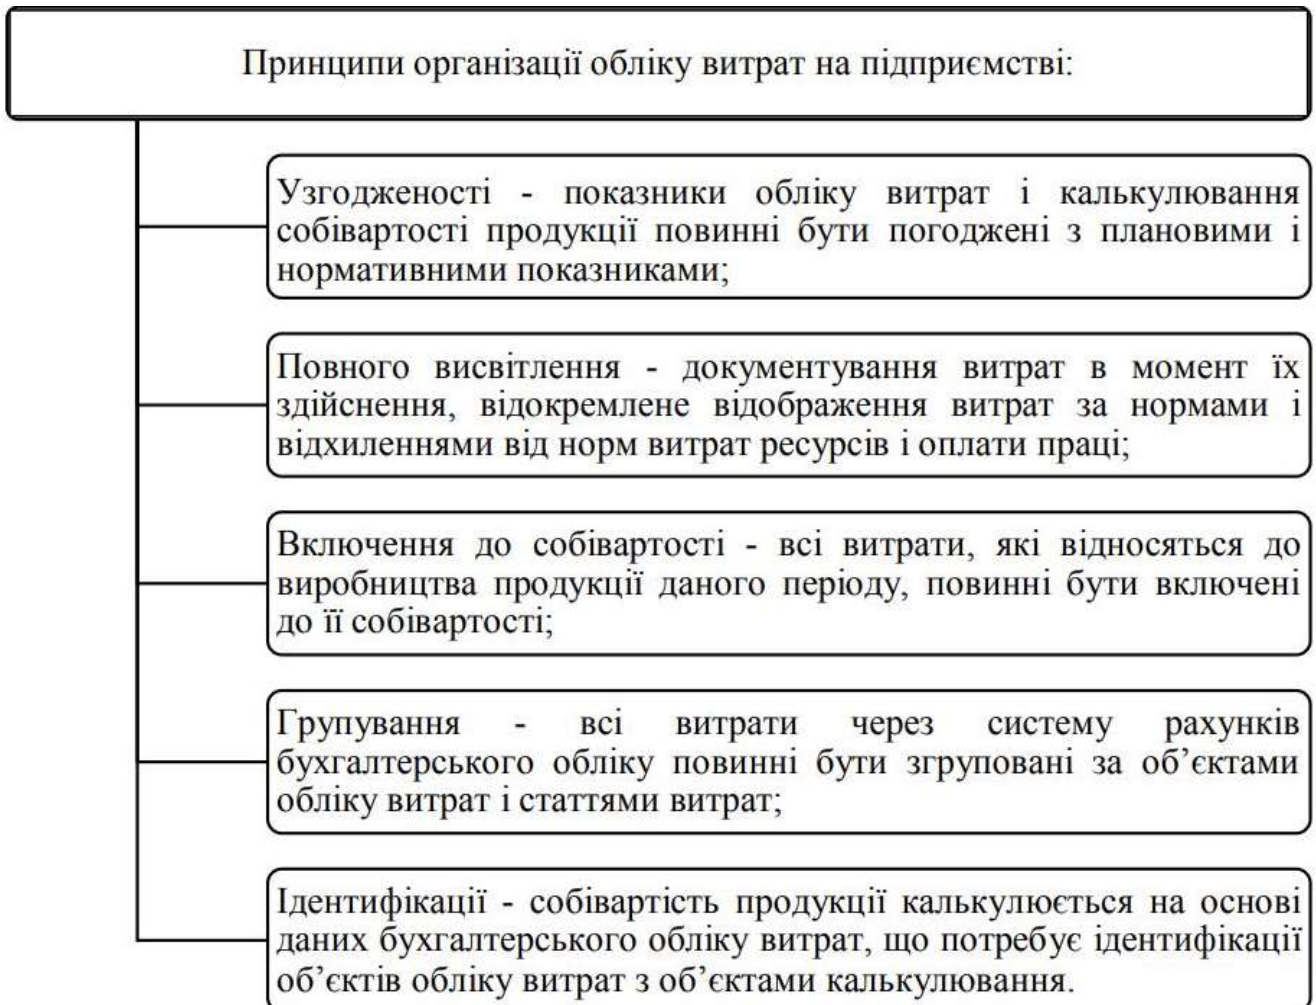 Принципи організації обліку витрат на підприємстві:
Узгодженості - показники обліку витрат і калькулювання
собівартості продукції повинні бути погоджені з плановими і
нормативними показниками;
Повного висвітлення - документування витрат в момент їх
здійснення, відокремлене відображення витрат за нормами і
відхиленнями від норм витрат ресурсів і оплати праці;
Включення до собівартості - всі витрати, які відносяться до
виробництва продукції даного періоду, повинні бути включені
до її собівартості;
Групування - всі витрати через систему рахунків
бухгалтерського обліку повинні бути згруповані за об’єктами
обліку витрат і статтями витрат;
Ідентифікації - собівартість продукції калькулюється на основі
даних бухгалтерського обліку витрат, що потребує ідентифікації
об’єктів обліку витрат з об’єктами калькулювання.